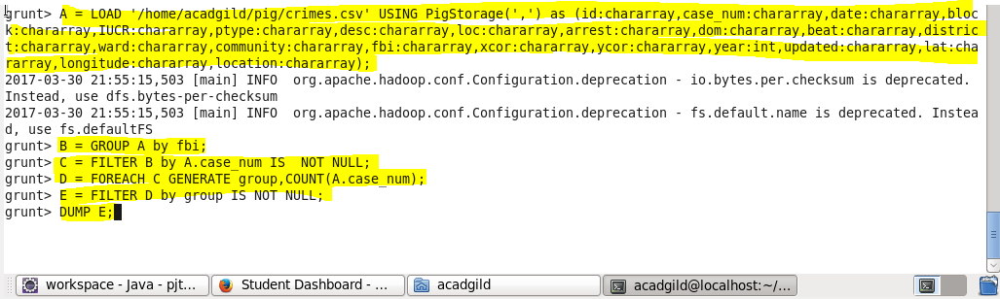 grunt> A = LOAD '/home/acadgild/pig/crimes.csv' USING PigStorage(',') as (id:chararray,case_num:chararray,date:chararray,bloc
k:chararray,IUCR:chararray,ptype:chararray,desc:chararray,loc:chararray,arrest:chararray,dom:chararray,beat:chararray,distric
t:chararray,ward:chararray,community:chararray,fbi:chararray,xcor:chararray,ycor:chararray,year:int,updated:chararray,lat:cha
rarray,longitude:chararray,location:chararray);
2017-03-30 21:55:15,503 [main] INFO  org.apache.hadoop.conf.Configuration.deprecation - io.bytes.per.checksum is deprecated.
Instead, use dfs.bytes-per-checksum
2017-03-30 21:55:15,503 [main] INFO  org.apache.hadoop.conf.Configuration.deprecation - fs.default.name is deprecated. Instea
d, use fs.defaultFS
grunt> B = GROUP A by fbi;
grunt> C = FILTER B by A.case_num IS  NOT NULL;
grunt> D = FOREACH C GENERATE group,COUNT(A.case_num);
grunt> E = FILTER D by group IS NOT NULL;
grunt> DUMP E;
workspace - Java - pjt... Student Dashboard - ... acadgild acadgild@localhost:~/...